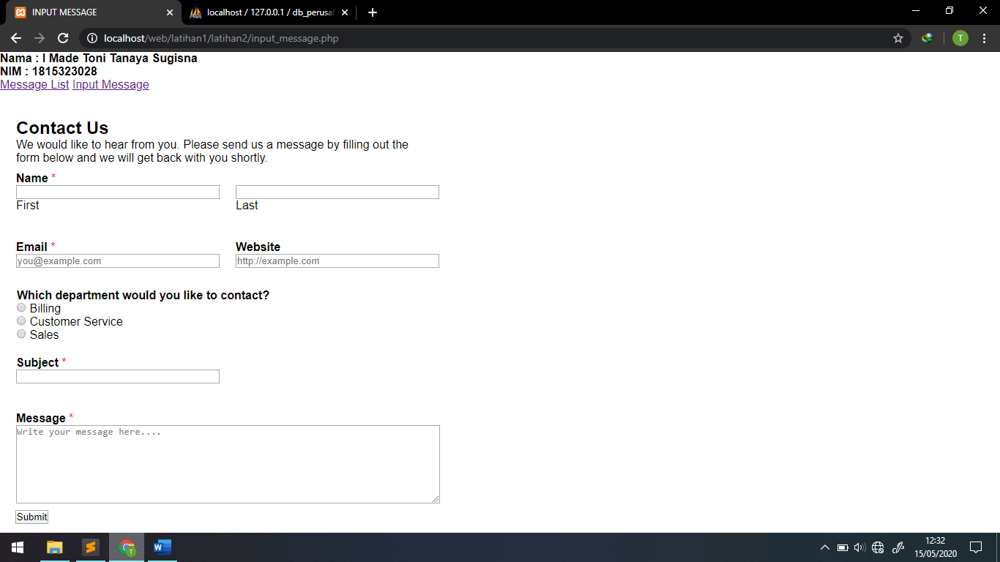 INPUT MESSAGE
localhost / 127.0.0.1 / db_perusa
localhost/web/latihan1/latihan2/input_message.php
T
Nama : I Made Toni Tanaya Sugisna
NIM : 1815323028
Message List Input Message
Contact Us
We would like to hear from you. Please send us a message by filling out the
form below and we will get back with you shortly.
Name *
First Last
Email * Website
you@example.com http://example.com
Which department would you like to contact?
Billing
Customer Service
Sales
Subject *
Message *
Write your message here....
Submit
12:32
15/05/2020